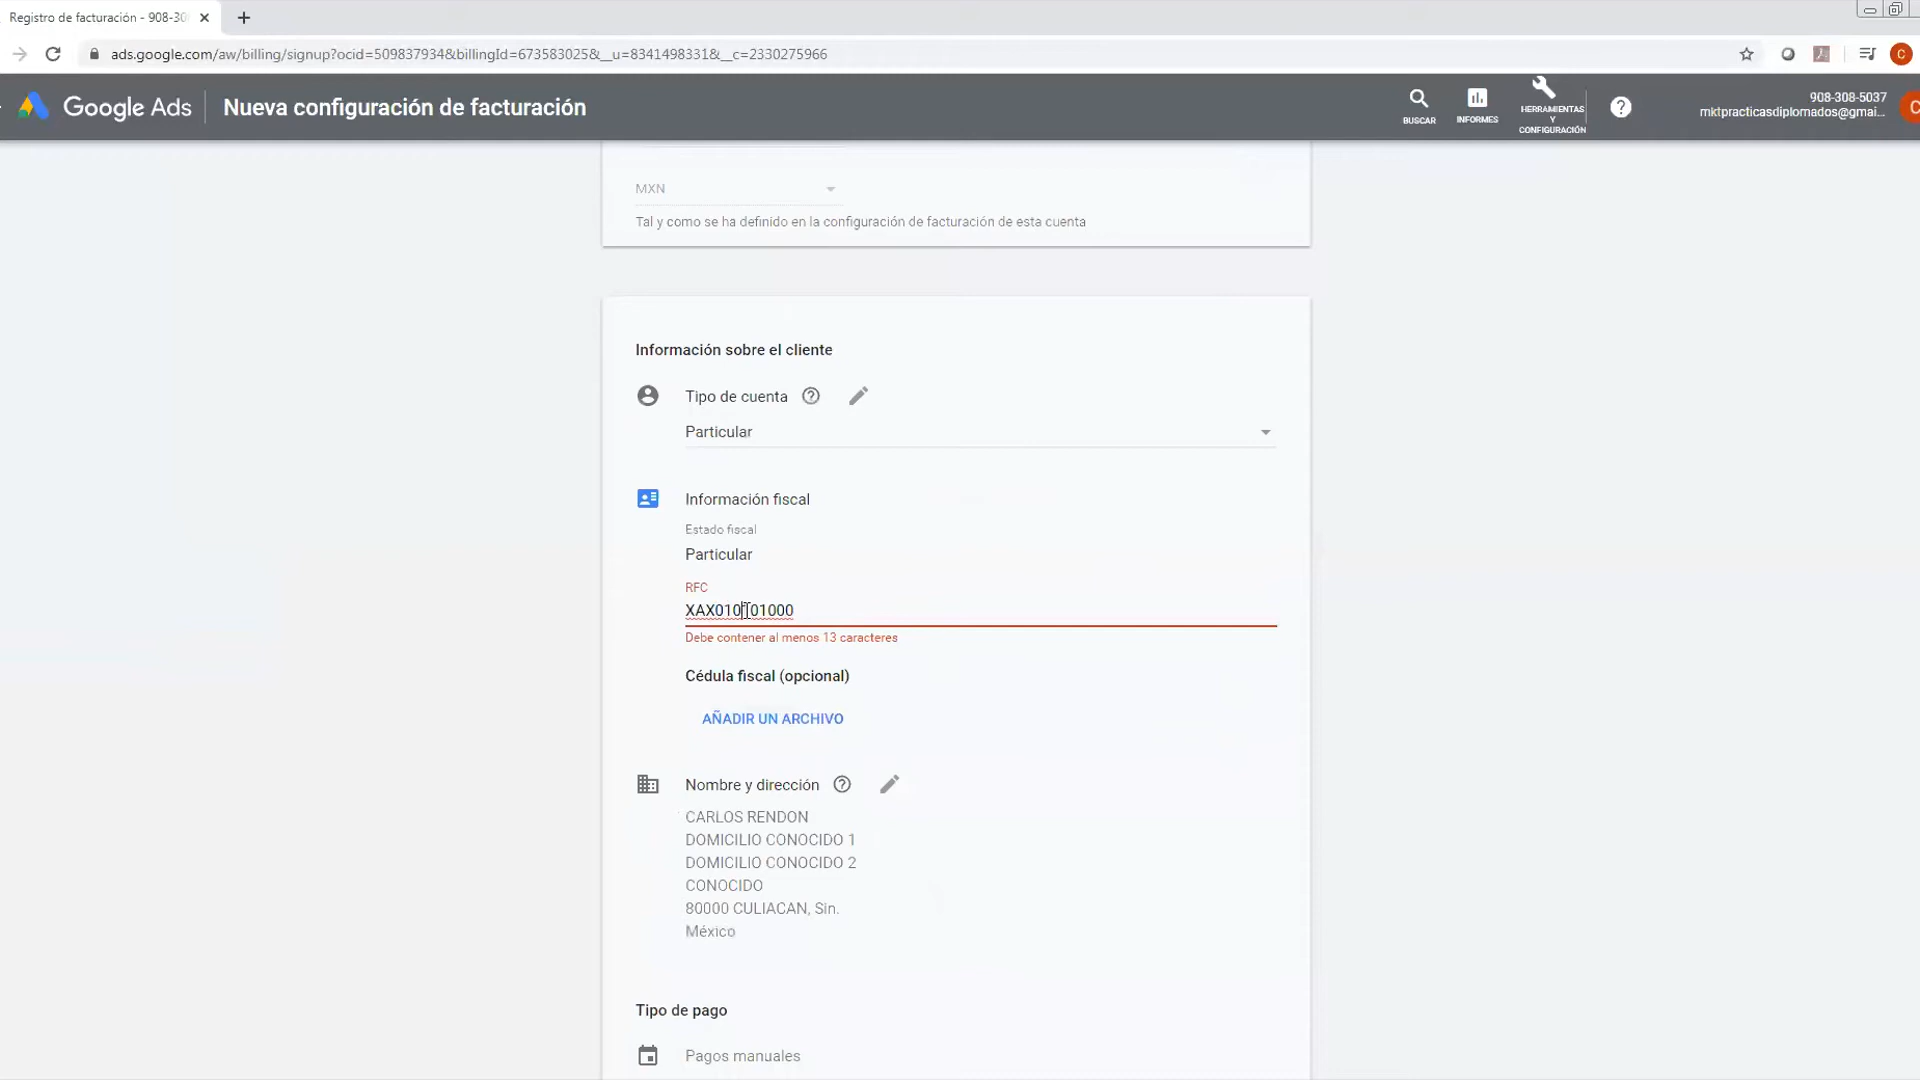 Registro de facturación - 908-30
ads.google.com/aw/billing/signup?ocid=509837934&billingId=673583025&__u=8341498331&__c=2330275966
Google Ads
Nueva configuración de facturación
BUSCAR
INFORMES
HERRAMIENTAS
Y
CONFIGURACIÓN
908-308-5037
mktpracticasdiplomados@gmai...
C
C
MXN
Tal y como se ha definido en la configuración de facturación de esta cuenta
Información sobre el cliente
Tipo de cuenta
Particular
Información fiscal
Estado fiscal
Particular
RFC
XAX010101000
Debe contener al menos 13 caracteres
Cédula fiscal (opcional)
AÑADIR UN ARCHIVO
Nombre y dirección
CARLOS RENDON
DOMICILIO CONOCIDO 1
DOMICILIO CONOCIDO 2
CONOCIDO
80000 CULIACAN, Sin.
México
Tipo de pago
Pagos manuales